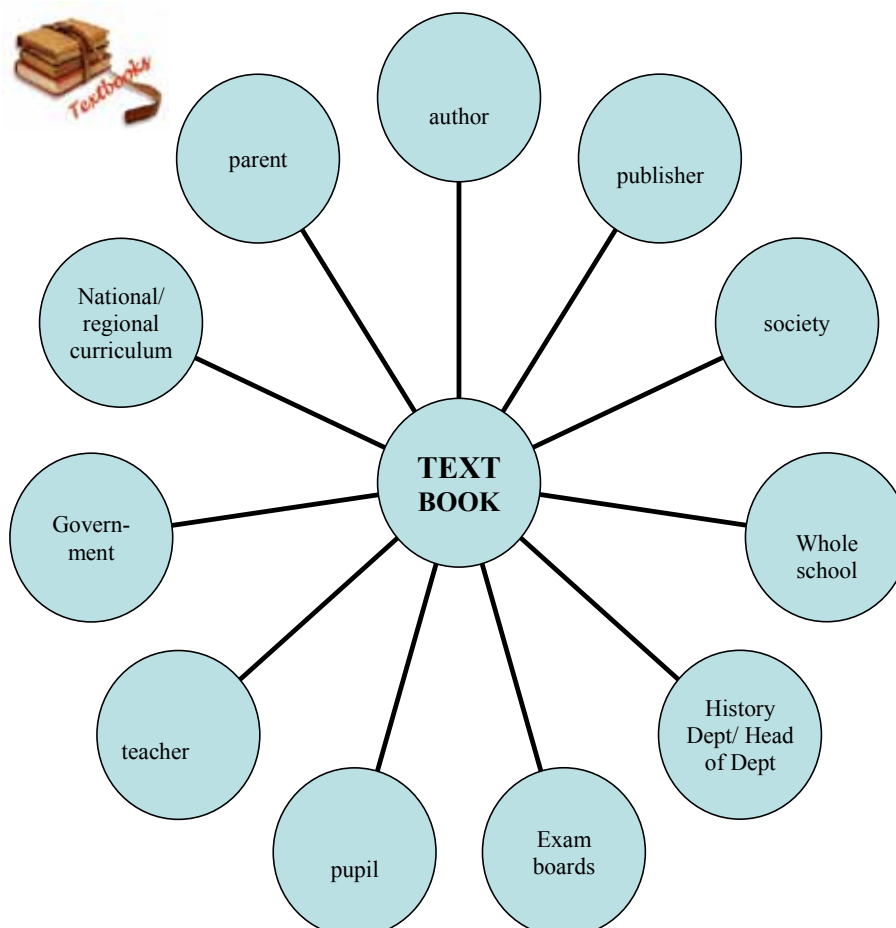 Textbooks
author
parent
publisher
National/
regional
curriculum
society
TEXT
BOOK
Govern-
ment
Whole
school
History
Dept/ Head
of Dept
teacher
Exam
boards
pupil